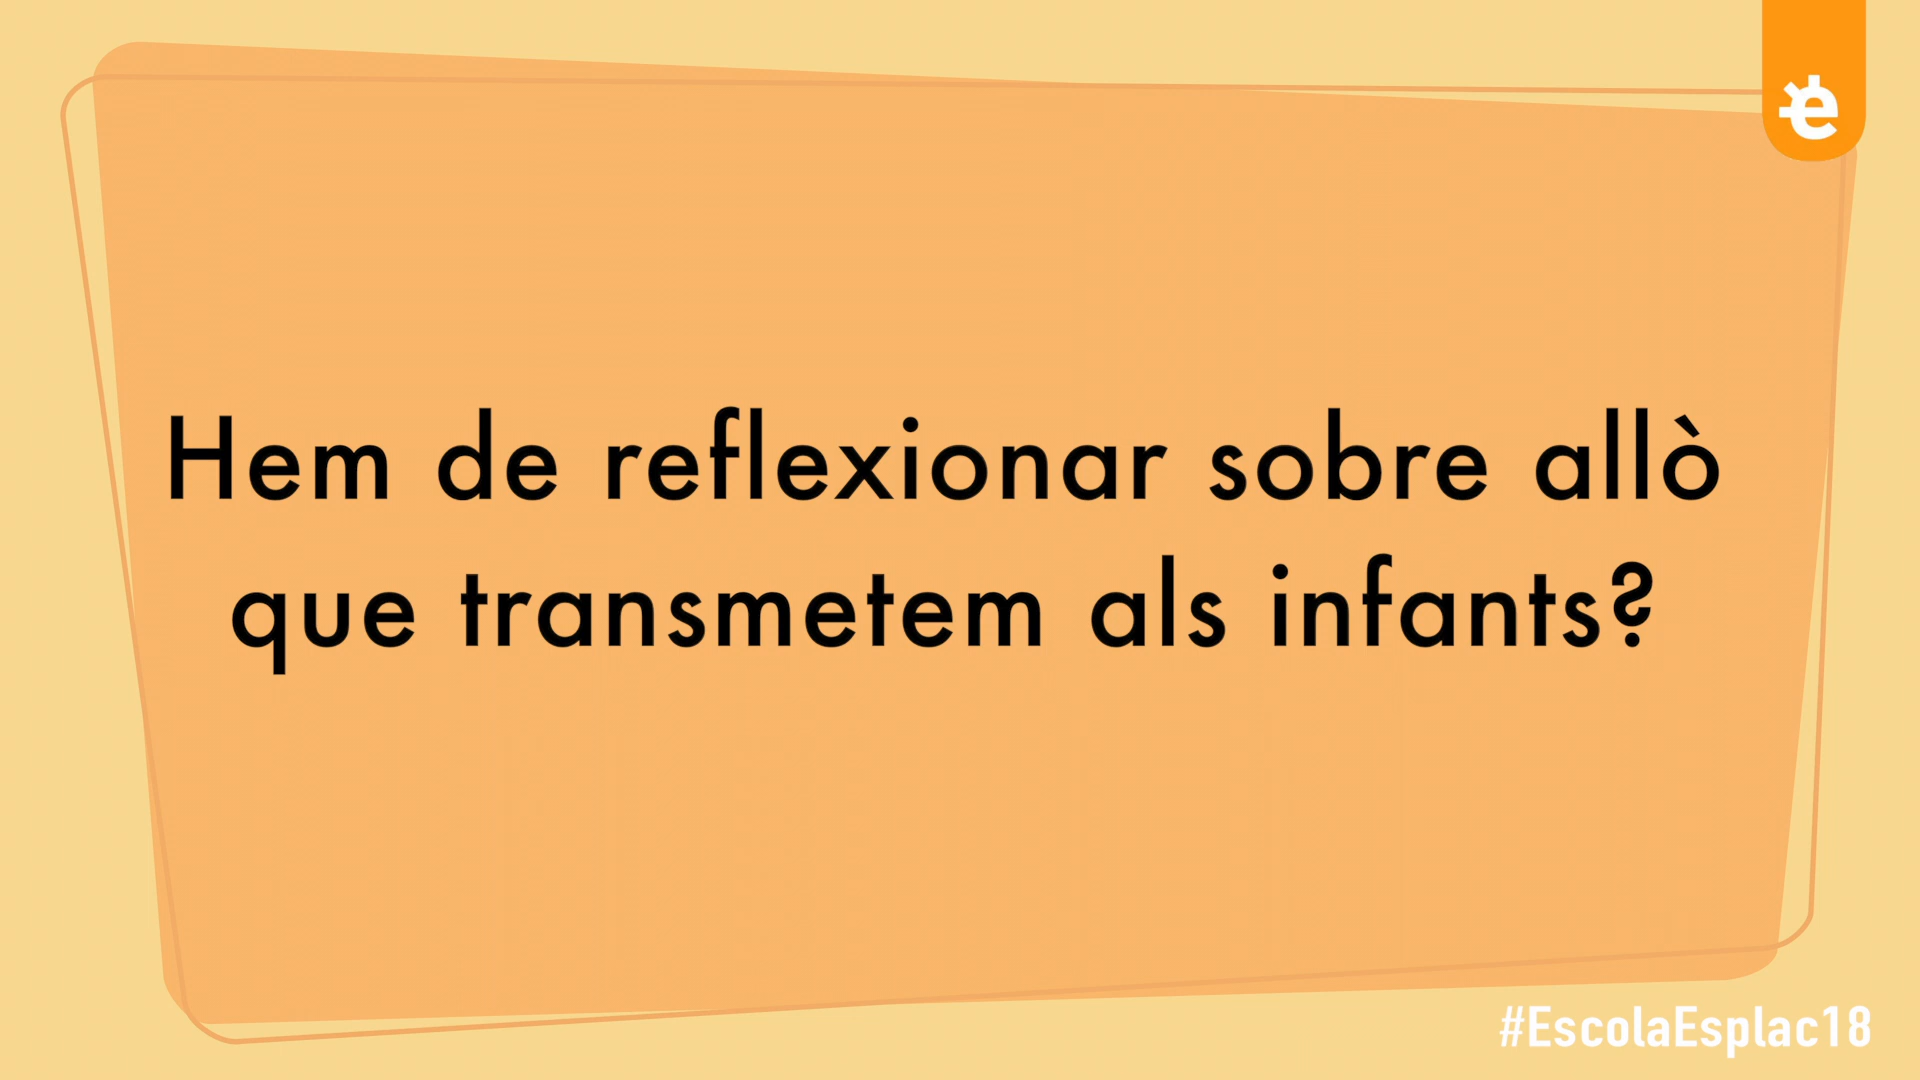 Hem de reflexionar sobre allò
que transmetem als infants?
#EscolaEsplac18